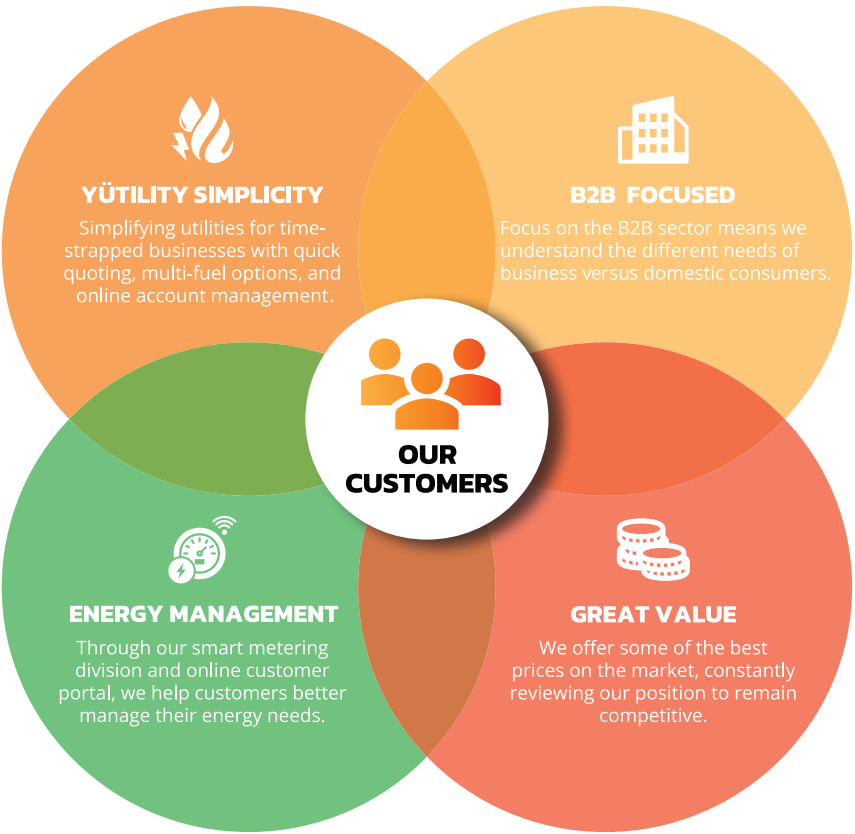 YÜTILITY SIMPLICITY
Simplifying utilities for time-
strapped businesses with quick
quoting, multi-fuel options, and
online account management.
B2B FOCUSED
Focus on the B2B sector means we
understand the different needs of
business versus domestic consumers.
OUR
CUSTOMERS
ENERGY MANAGEMENT
Through our smart metering
division and online customer
portal, we help customers better
manage their energy needs.
GREAT VALUE
We offer some of the best
prices on the market, constantly
reviewing our position to remain
competitive.